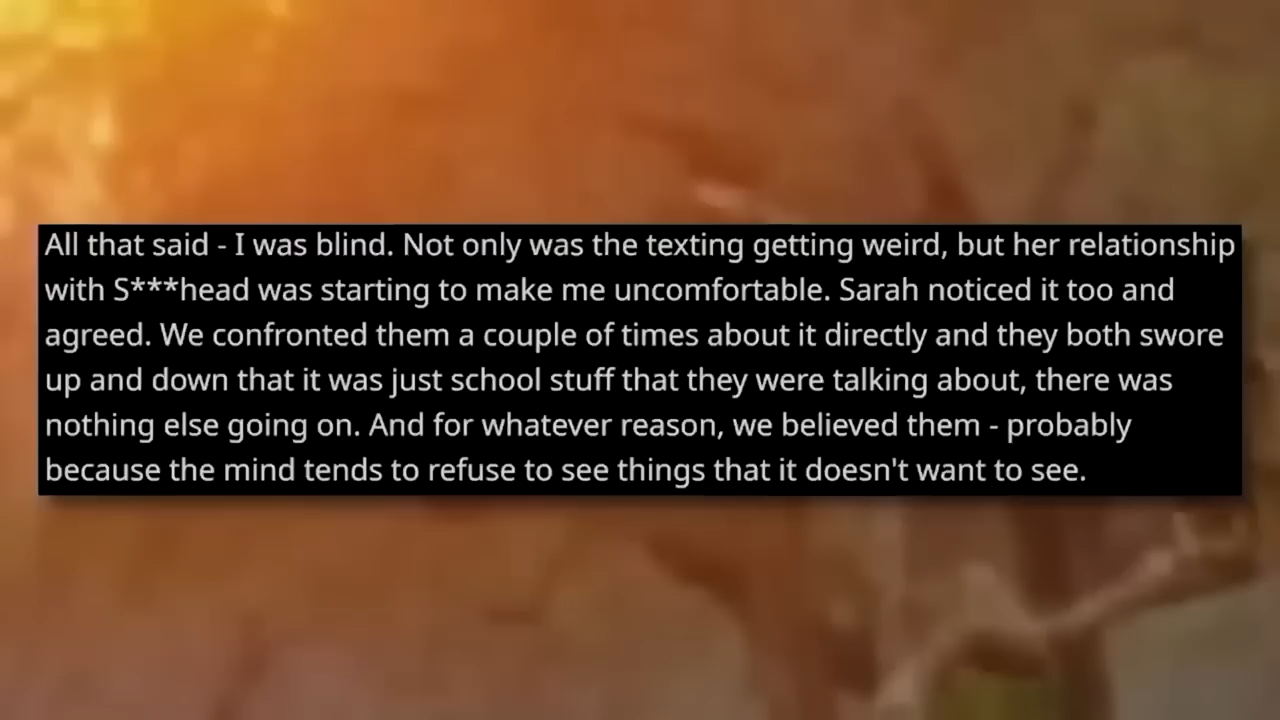 All that said - I was blind. Not only was the texting getting weird, but her relationship
with S***head was starting to make me uncomfortable. Sarah noticed it too and
agreed. We confronted them a couple of times about it directly and they both swore
up and down that it was just school stuff that they were talking about, there was
nothing else going on. And for whatever reason, we believed them - probably
because the mind tends to refuse to see things that it doesn't want to see.